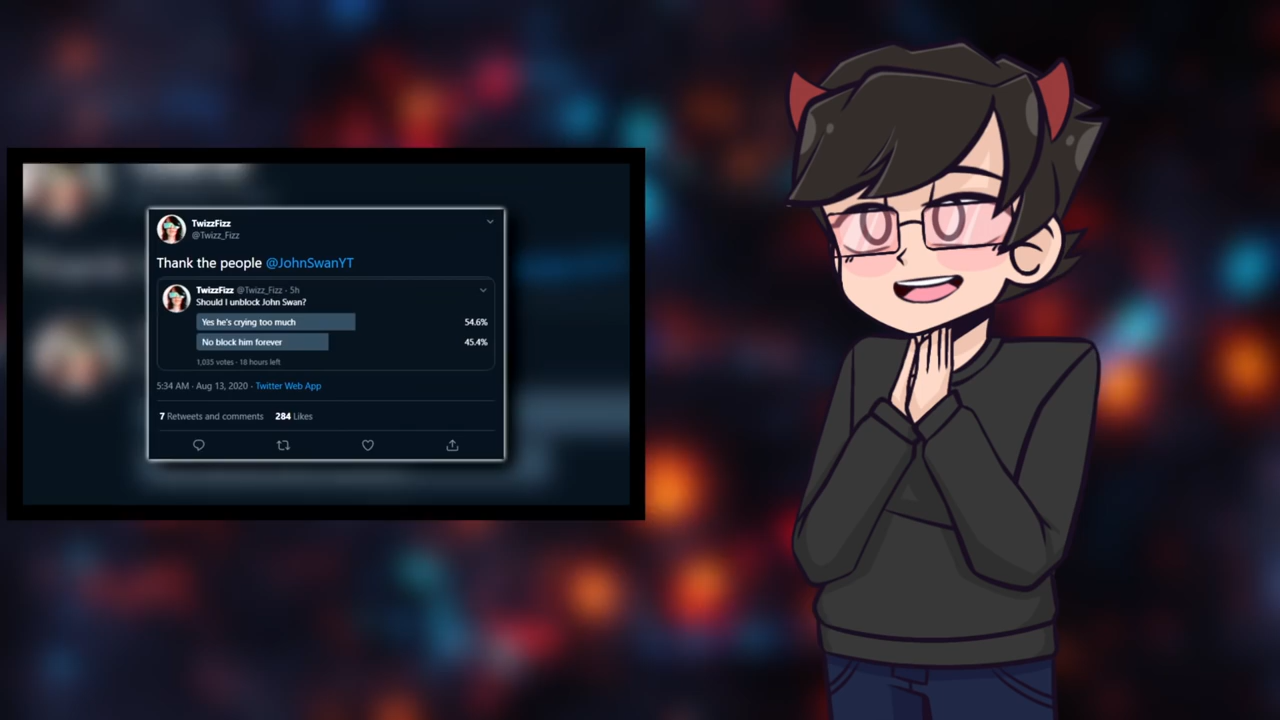 TwizzFizz
@Twizz_Fizz
Thank the people @JohnSwanYT
TwizzFizz @Twizz_Fizz · 5h
Should I unblock John Swan?
Yes he's crying too much 54.6%
No block him forever 45.4%
1,035 votes · 18 hours left
5:34 AM · Aug 13, 2020 · Twitter Web App
7 Retweets and comments 284 Likes